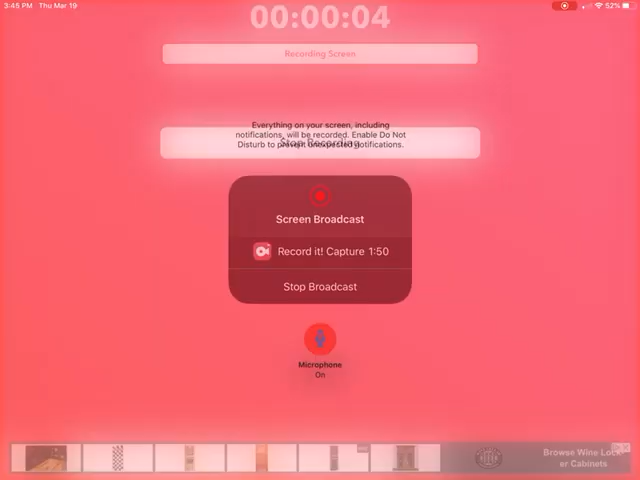 3:45 PM Thu Mar 19
52%
00:00:04
Recording Screen
Everything on your screen, including
notifications, will be recorded. Enable Do Not
Disturb to prevent unexpected notifications.
Stop Recording
Screen Broadcast
Record it! Capture 1:50
Stop Broadcast
Microphone
On
Browse Wine Lock
er Cabinets